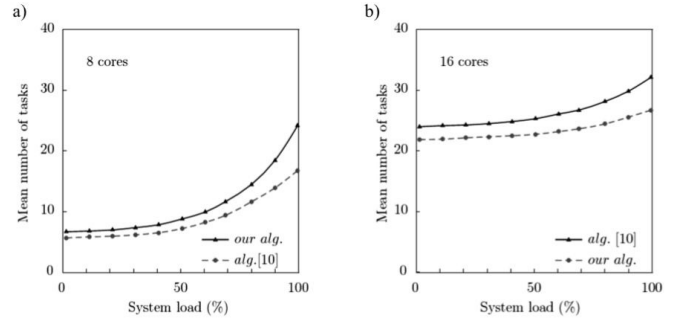 a)
40
30
20
10
0
Mean number of tasks
8 cores
our alg.
alg.[10]
0
50
100
System load (%)
b)
40
30
20
10
0
Mean number of tasks
16 cores
alg. [10]
our alg.
0
50
100
System load (%)